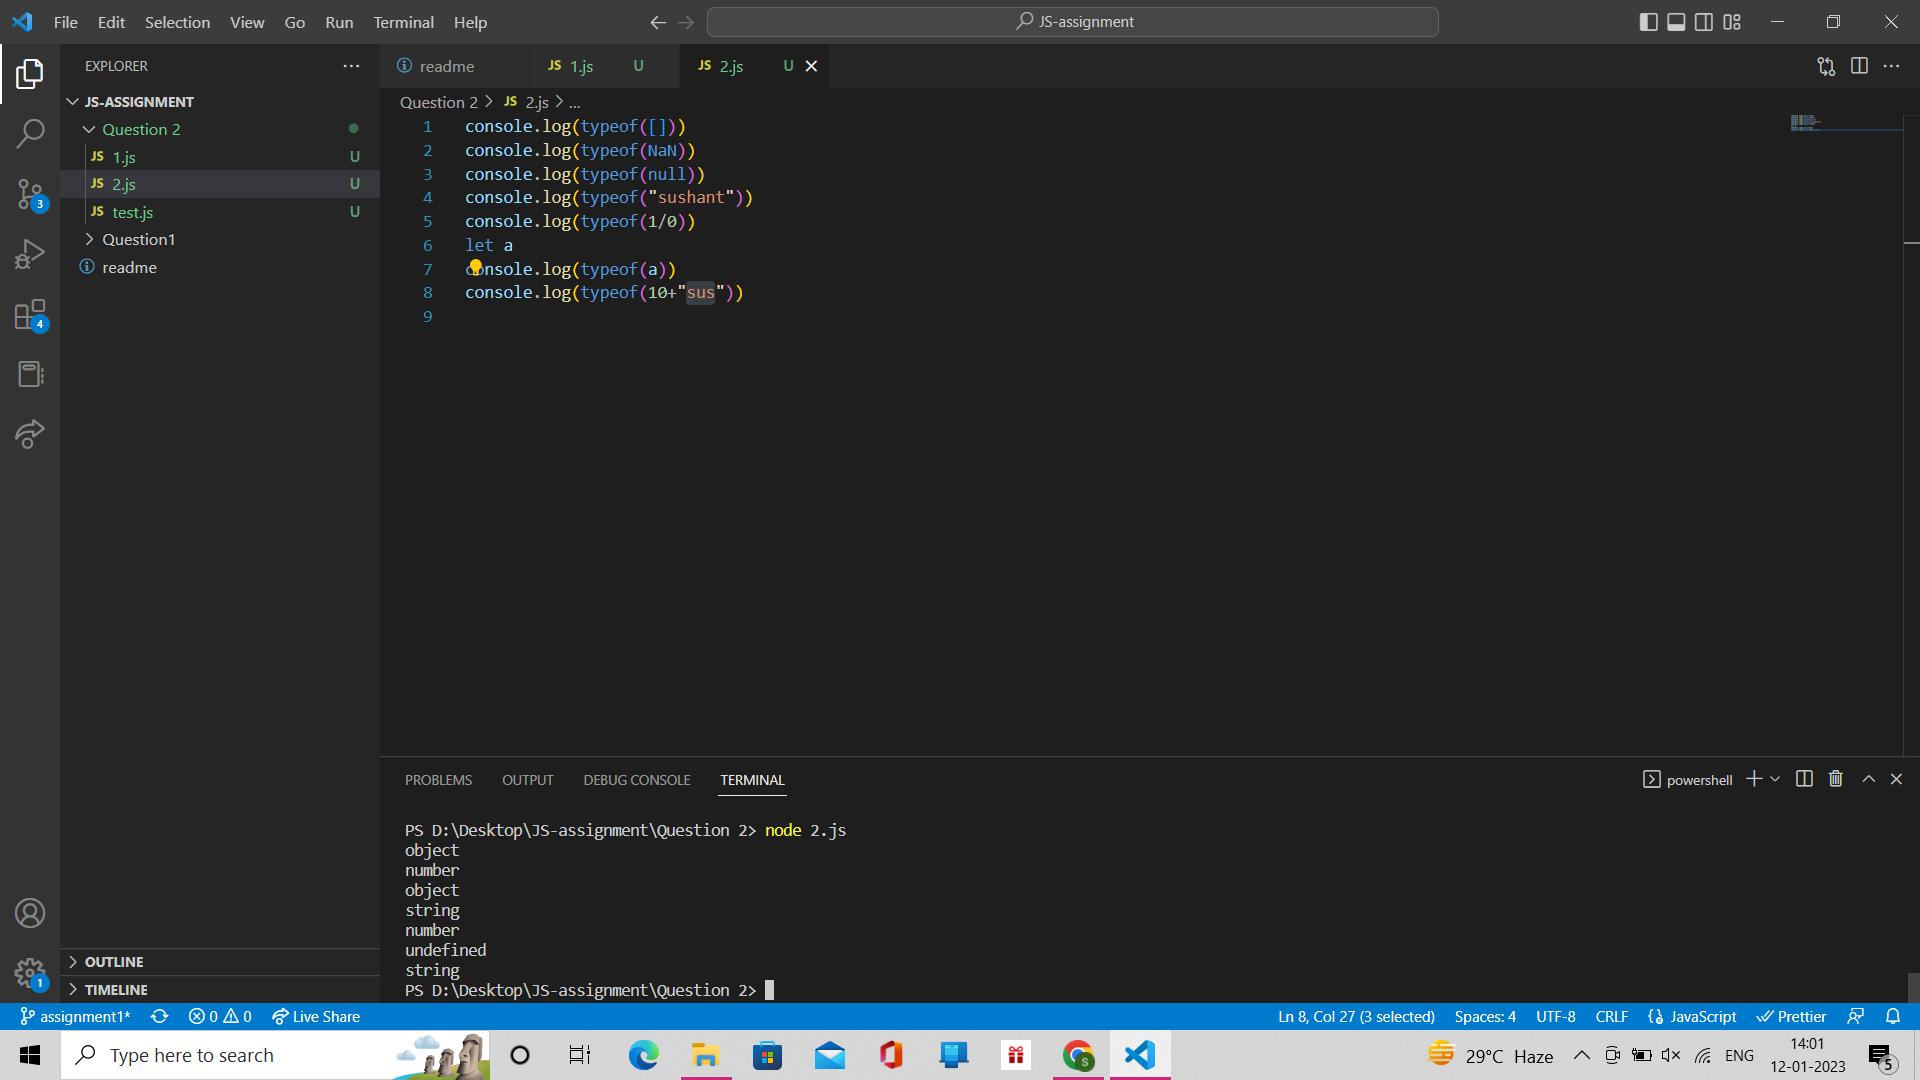 File Edit Selection View Go Run Terminal Help
JS-assignment
EXPLORER
JS-ASSIGNMENT
Question 2
JS 1.js U
JS 2.js U
JS test.js U
Question1
readme
OUTLINE
TIMELINE
3
4
1
readme
JS 1.js U
JS 2.js U
Question 2 > JS 2.js > ...
1 console.log(typeof([]))
2 console.log(typeof(NaN))
3 console.log(typeof(null))
4 console.log(typeof("sushant"))
5 console.log(typeof(1/0))
6 let a
7 console.log(typeof(a))
8 console.log(typeof(10+"sus"))
9
PROBLEMS OUTPUT DEBUG CONSOLE TERMINAL
powershell
PS D:\Desktop\JS-assignment\Question 2> node 2.js
object
number
object
string
number
undefined
string
PS D:\Desktop\JS-assignment\Question 2>
assignment1* 0 0 Live Share
Ln 8, Col 27 (3 selected) Spaces: 4 UTF-8 CRLF JavaScript Prettier
Type here to search
29°C Haze ENG
14:01
12-01-2023
5